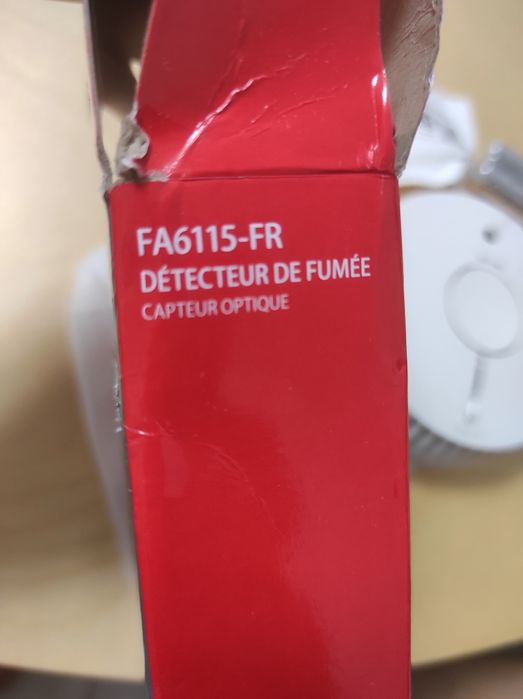 FA6115-FR
DÉTECTEUR DE FUMÉE
CAPTEUR OPTIQUE